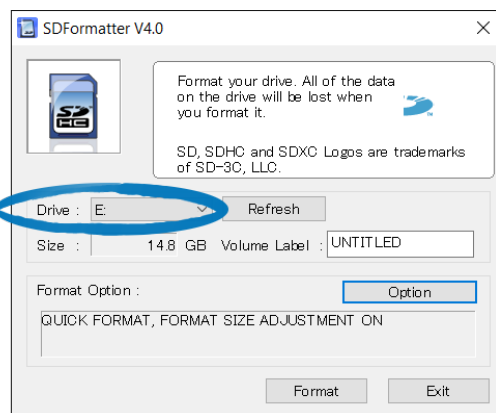 SDFormatter V4.0
SD
HC
Format your drive. All of the data
on the drive will be lost when
you format it.
SD, SDHC and SDXC Logos are trademarks
of SD-3C, LLC.
Drive : E: Refresh
Size : 14.8 GB Volume Label : UNTITLED
Format Option : Option
QUICK FORMAT, FORMAT SIZE ADJUSTMENT ON
Format Exit